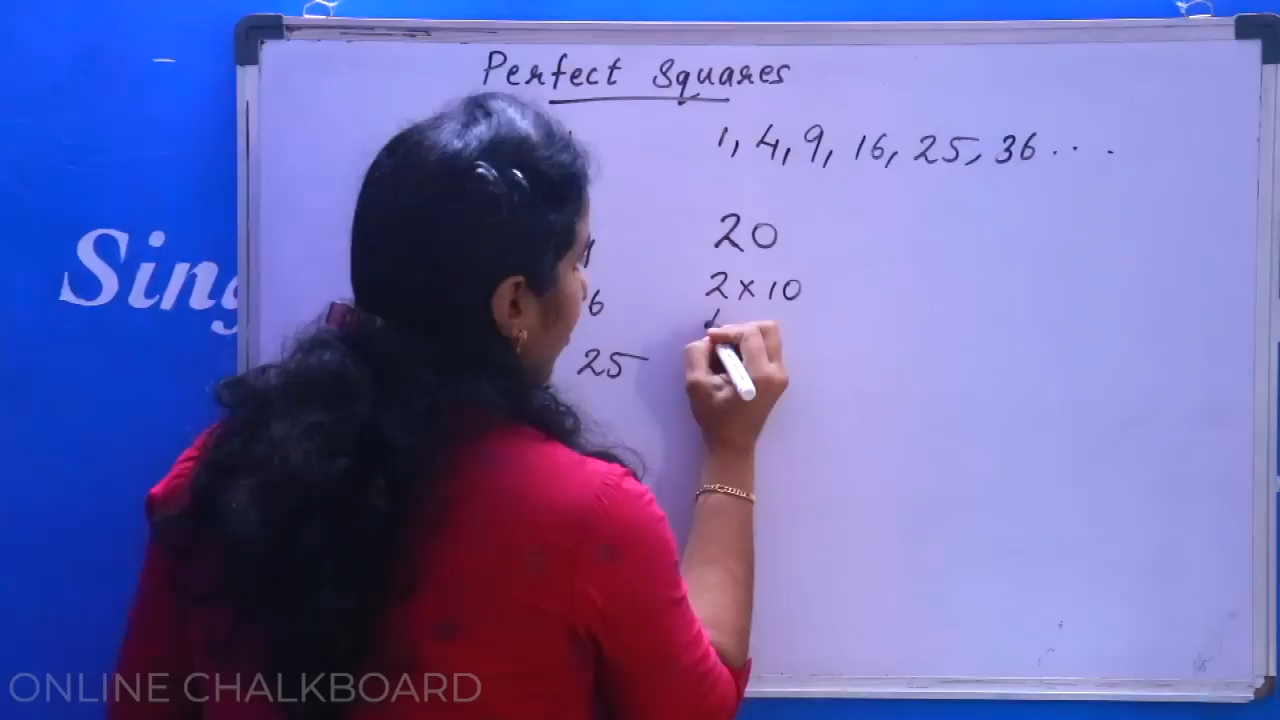 Perfect Squares
1, 4, 9, 16, 25, 36 . . .
20
2 × 10
6
25
Sing
ONLINE CHALKBOARD